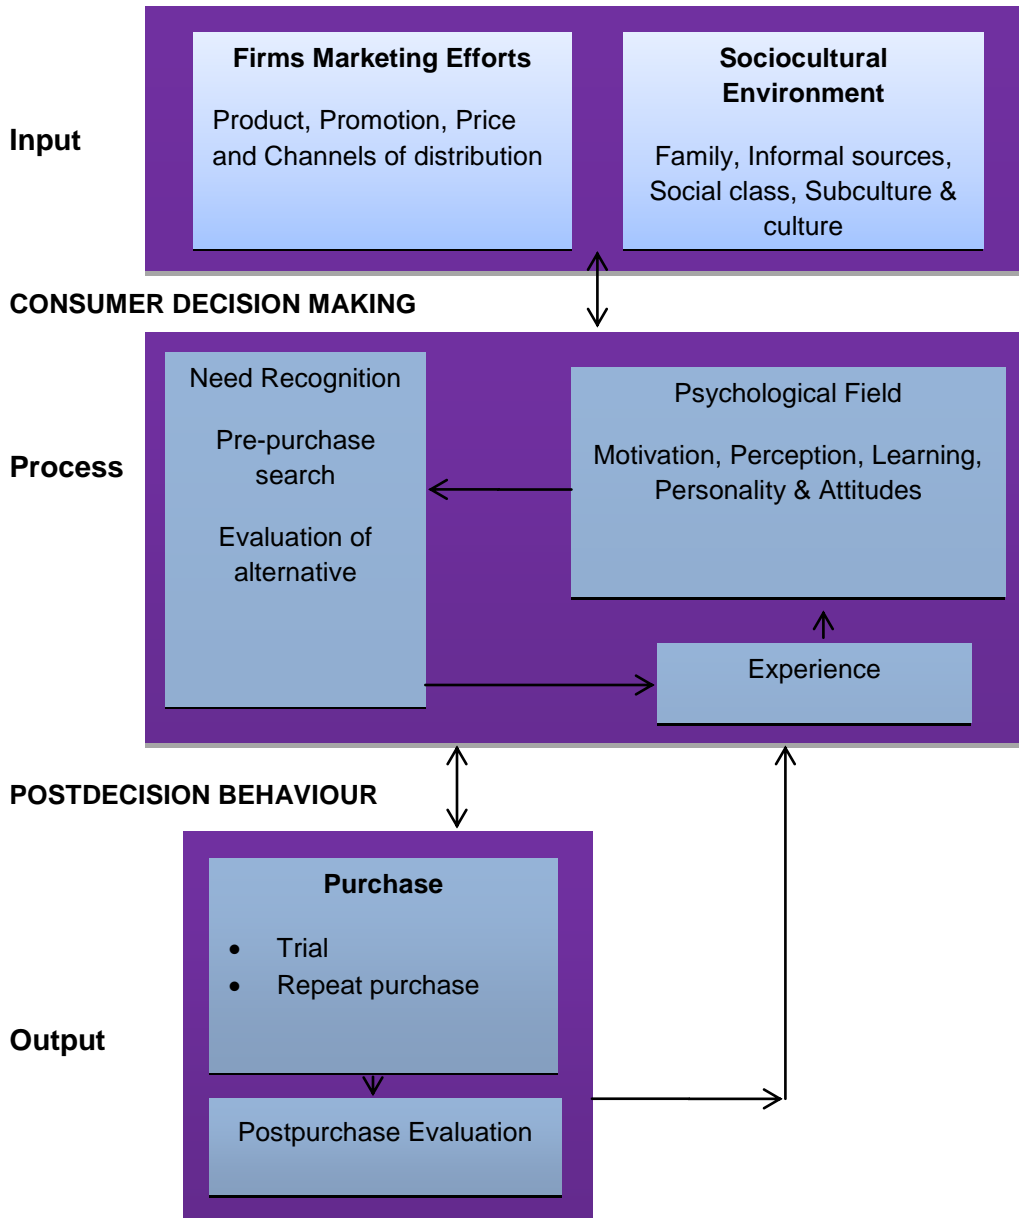 Firms Marketing Efforts
Product, Promotion, Price
and Channels of distribution
Sociocultural
Environment
Family, Informal sources,
Social class, Subculture &
culture
Input
CONSUMER DECISION MAKING
Need Recognition
Pre-purchase
search
Evaluation of
alternative
Psychological Field
Motivation, Perception, Learning,
Personality & Attitudes
Process
Experience
POSTDECISION BEHAVIOUR
Purchase
• Trial
• Repeat purchase
Output
Postpurchase Evaluation